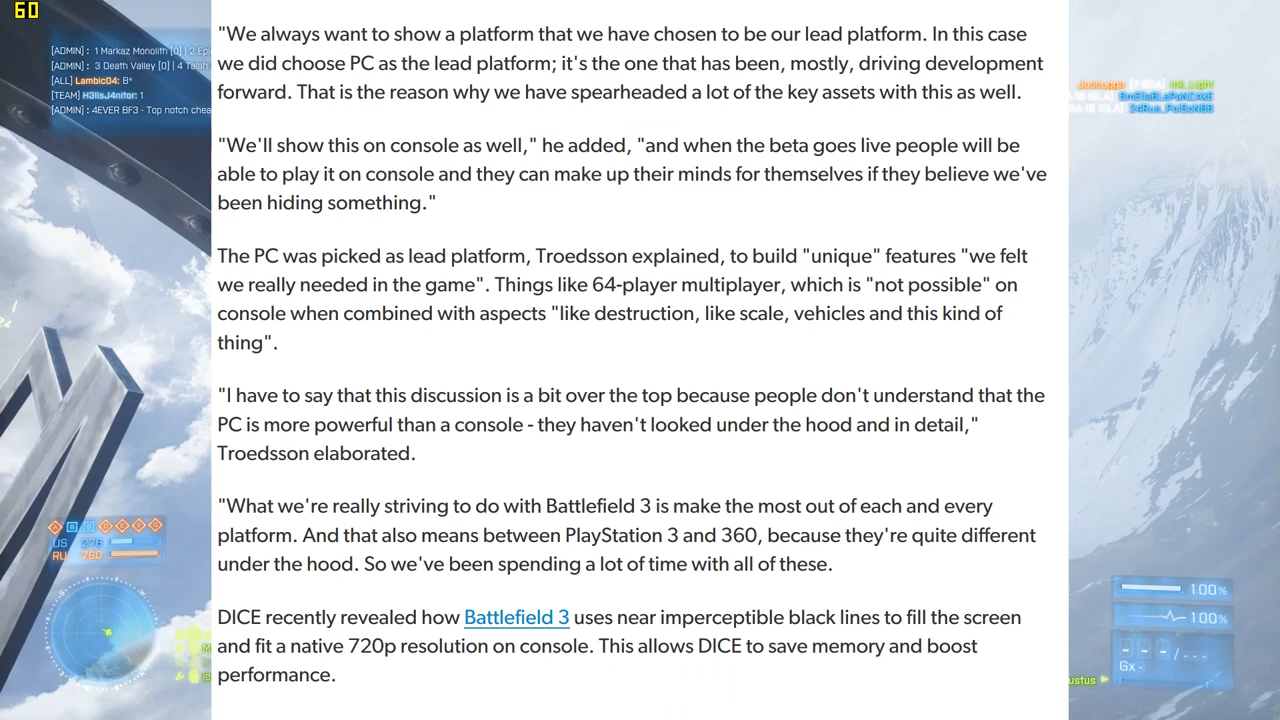 60
[ADMIN] : 1 Markaz Monolith [0] | 2 Epi
[ADMIN] : 3 Death Valley [0] | 4 Talah
[ALL] Lambic04: B*
[TEAM] H3llsJ4nitor: 1
[ADMIN] : 4EVER BF3 - Top notch chea
"We always want to show a platform that we have chosen to be our lead platform. In this case
we did choose PC as the lead platform; it's the one that has been, mostly, driving development
forward. That is the reason why we have spearheaded a lot of the key assets with this as well.
"We'll show this on console as well," he added, "and when the beta goes live people will be
able to play it on console and they can make up their minds for themselves if they believe we've
been hiding something."
The PC was picked as lead platform, Troedsson explained, to build "unique" features "we felt
we really needed in the game". Things like 64-player multiplayer, which is "not possible" on
console when combined with aspects "like destruction, like scale, vehicles and this kind of
thing".
"I have to say that this discussion is a bit over the top because people don't understand that the
PC is more powerful than a console - they haven't looked under the hood and in detail,"
Troedsson elaborated.
"What we're really striving to do with Battlefield 3 is make the most out of each and every
platform. And that also means between PlayStation 3 and 360, because they're quite different
under the hood. So we've been spending a lot of time with all of these.
DICE recently revealed how Battlefield 3 uses near imperceptible black lines to fill the screen
and fit a native 720p resolution on console. This allows DICE to save memory and boost
performance.
A B C D E F G
US 276
RU 760
100%
100%
- - - / - - -
Gx -
ustus